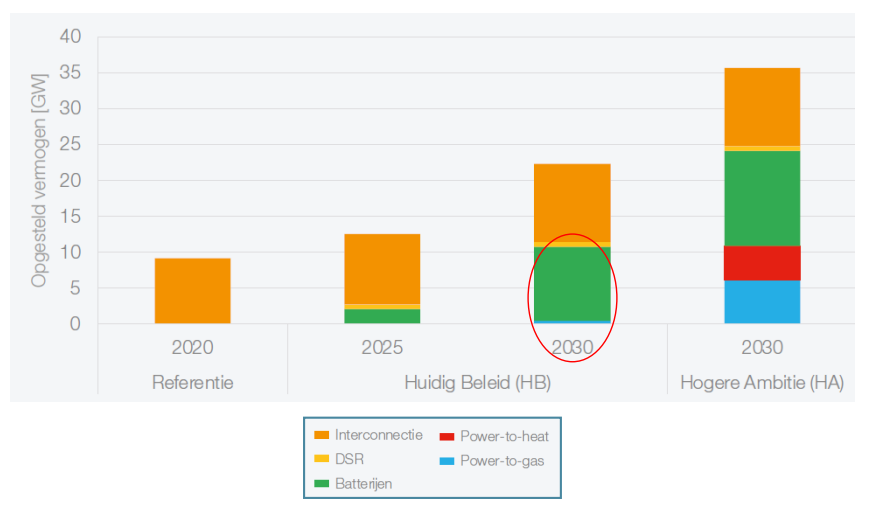 Opgesteld vermogen [GW]
40
35
30
25
20
15
10
5
0
2020
2025
2030
2030
Referentie
Huidig Beleid (HB)
Hogere Ambitie (HA)
Interconnectie
Power-to-heat
DSR
Power-to-gas
Batterijen